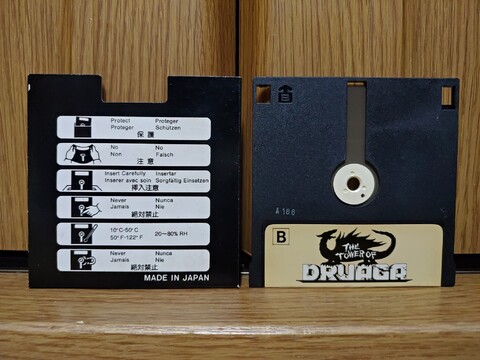 Protect Proteger
Proteger Schützen
保護
No No
Non Falsch
注意
Insert Carefully Insertar
Inserer avec soin Sorgfältig Einsetzen
挿入注意
Never Nunca
Jamais Nie
絶対禁止
10°C-50°C
50°F-122°F
20~80% RH
Never Nunca
Jamais Nie
絶対禁止
MADE IN JAPAN
A100
B
THE
TOWER OF
DRUAGA